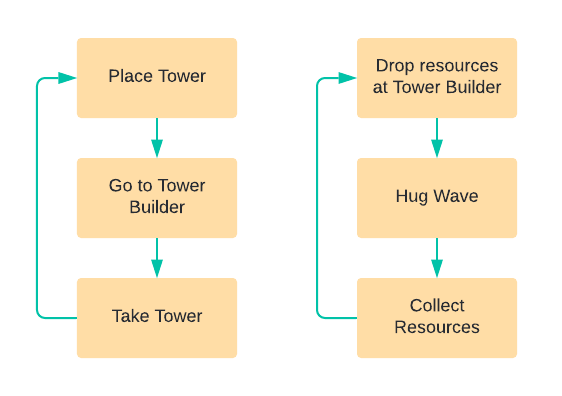 Place Tower
Go to Tower
Builder
Take Tower
Drop resources
at Tower Builder
Hug Wave
Collect
Resources